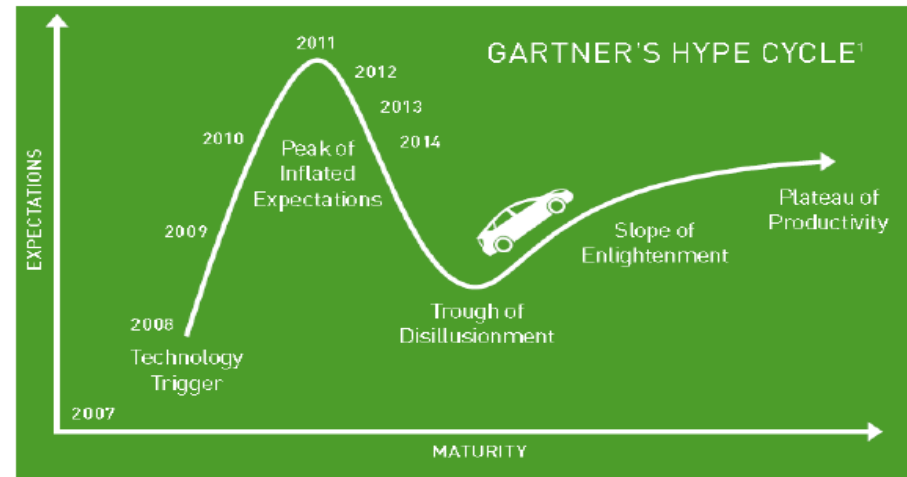 GARTNER'S HYPE CYCLE¹
2011
2012
2013
2014
2010
2009
2008
2007
Peak of
Inflated
Expectations
Technology
Trigger
Trough of
Disillusionment
Slope of
Enlightenment
Plateau of
Productivity
EXPECTATIONS
MATURITY